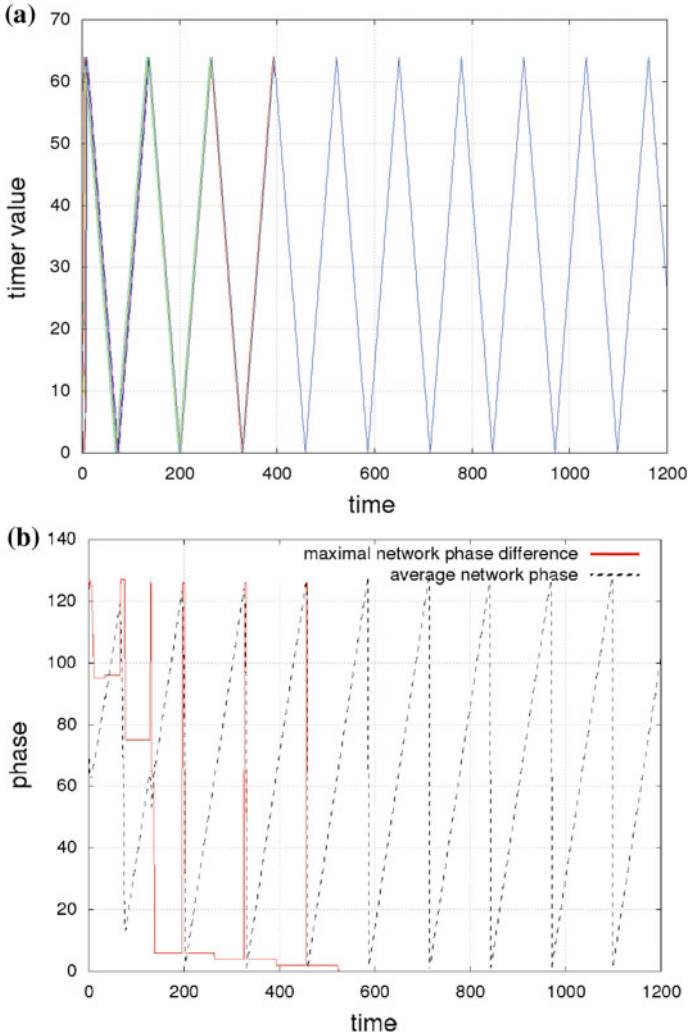 (a)
70
60
50
40
30
20
10
0
timer value
0 200 400 600 800 1000 1200
time
(b)
140
120
100
80
60
40
20
0
phase
maximal network phase difference
average network phase
0 200 400 600 800 1000 1200
time